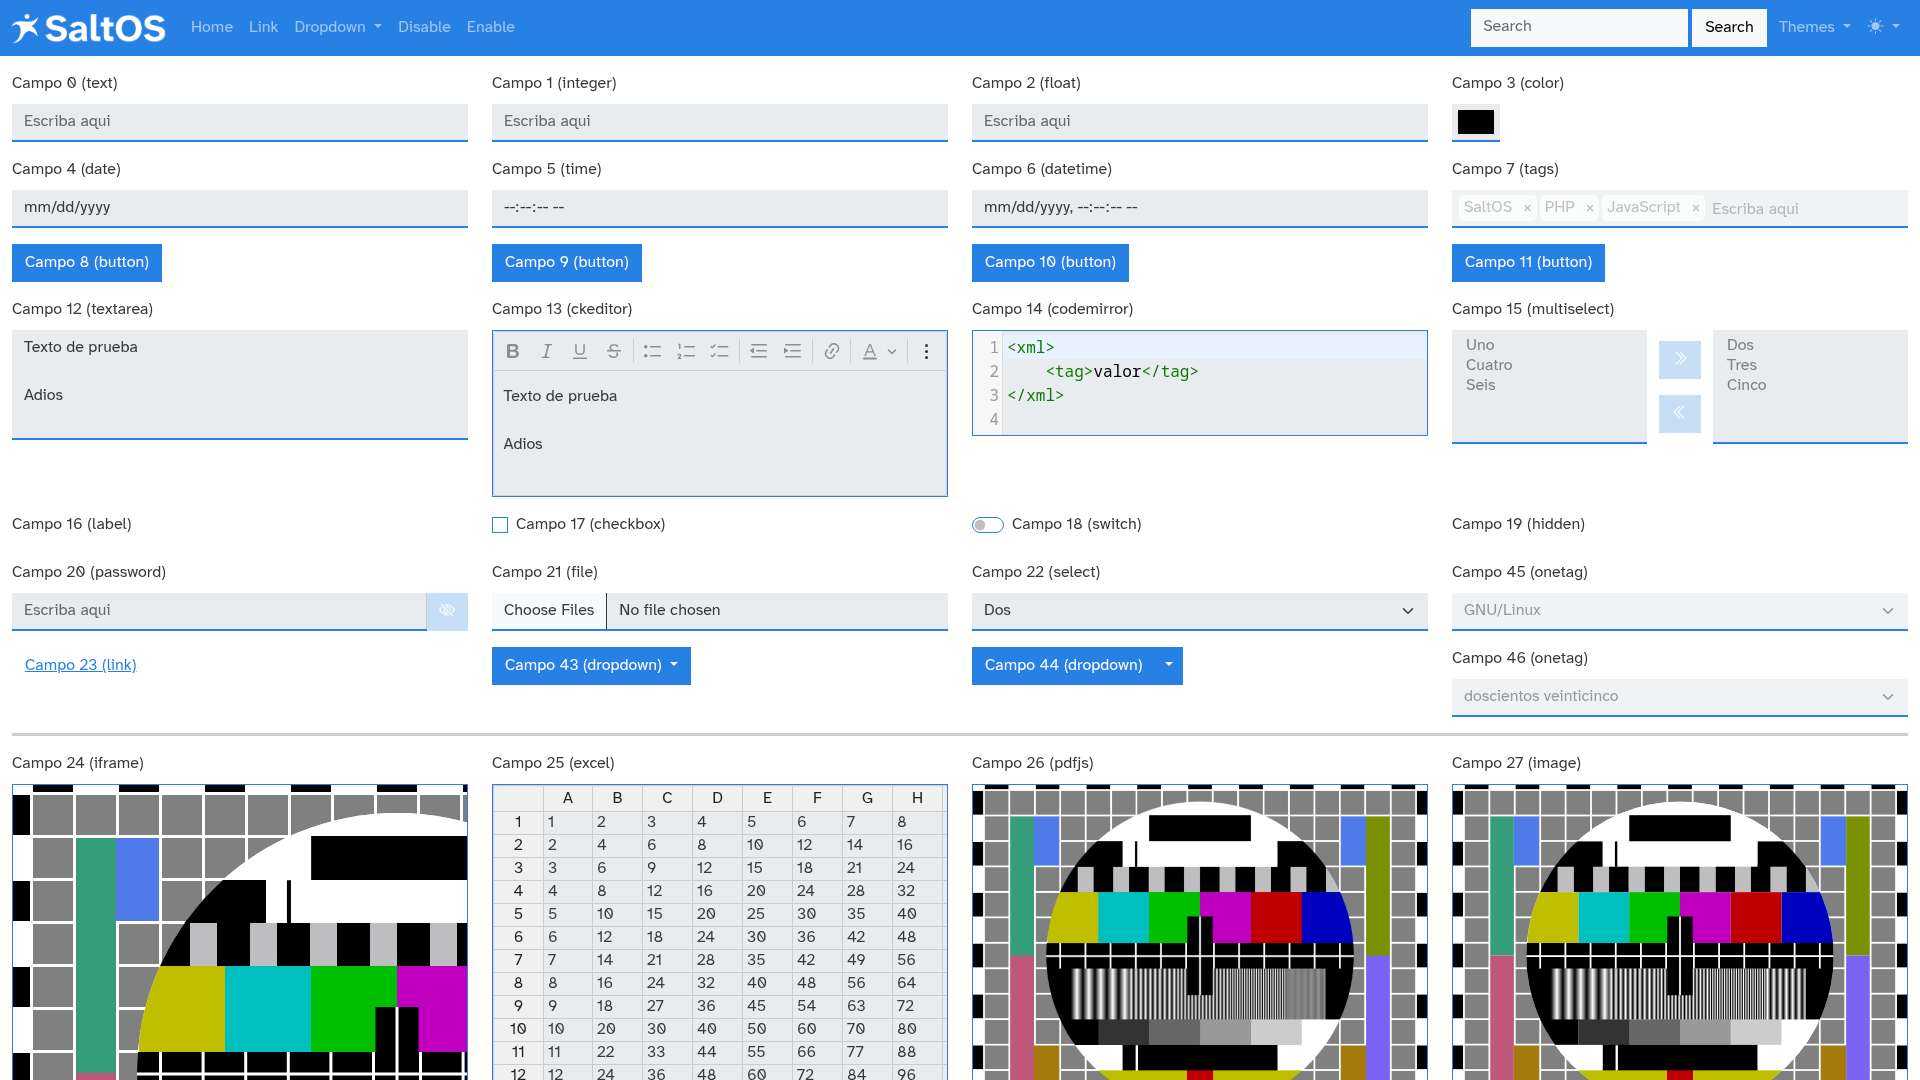 SaltOS Home Link Dropdown Disable Enable Search Search Themes
Campo 0 (text) Campo 1 (integer) Campo 2 (float) Campo 3 (color)
Escriba aqui Escriba aqui Escriba aqui
Campo 4 (date) Campo 5 (time) Campo 6 (datetime) Campo 7 (tags)
mm/dd/yyyy --:--:-- -- mm/dd/yyyy, --:--:-- -- SaltOS × PHP × JavaScript × Escriba aqui
Campo 8 (button) Campo 9 (button) Campo 10 (button) Campo 11 (button)
Campo 12 (textarea) Campo 13 (ckeditor) Campo 14 (codemirror) Campo 15 (multiselect)
Texto de prueba
Adios
B I U S A
Texto de prueba
Adios
1 <xml>
2     <tag>valor</tag>
3 </xml>
4
Uno
Cuatro
Seis
Dos
Tres
Cinco
Campo 16 (label) Campo 17 (checkbox) Campo 18 (switch) Campo 19 (hidden)
Campo 20 (password) Campo 21 (file) Campo 22 (select) Campo 45 (onetag)
Escriba aqui Choose Files No file chosen Dos GNU/Linux
Campo 23 (link) Campo 43 (dropdown) Campo 44 (dropdown) Campo 46 (onetag)
doscientos veinticinco
Campo 24 (iframe) Campo 25 (excel) Campo 26 (pdfjs) Campo 27 (image)
A B C D E F G H
1 1 2 3 4 5 6 7 8
2 2 4 6 8 10 12 14 16
3 3 6 9 12 15 18 21 24
4 4 8 12 16 20 24 28 32
5 5 10 15 20 25 30 35 40
6 6 12 18 24 30 36 42 48
7 7 14 21 28 35 42 49 56
8 8 16 24 32 40 48 56 64
9 9 18 27 36 45 54 63 72
10 10 20 30 40 50 60 70 80
11 11 22 33 44 55 66 77 88
12 12 24 36 48 60 72 84 96